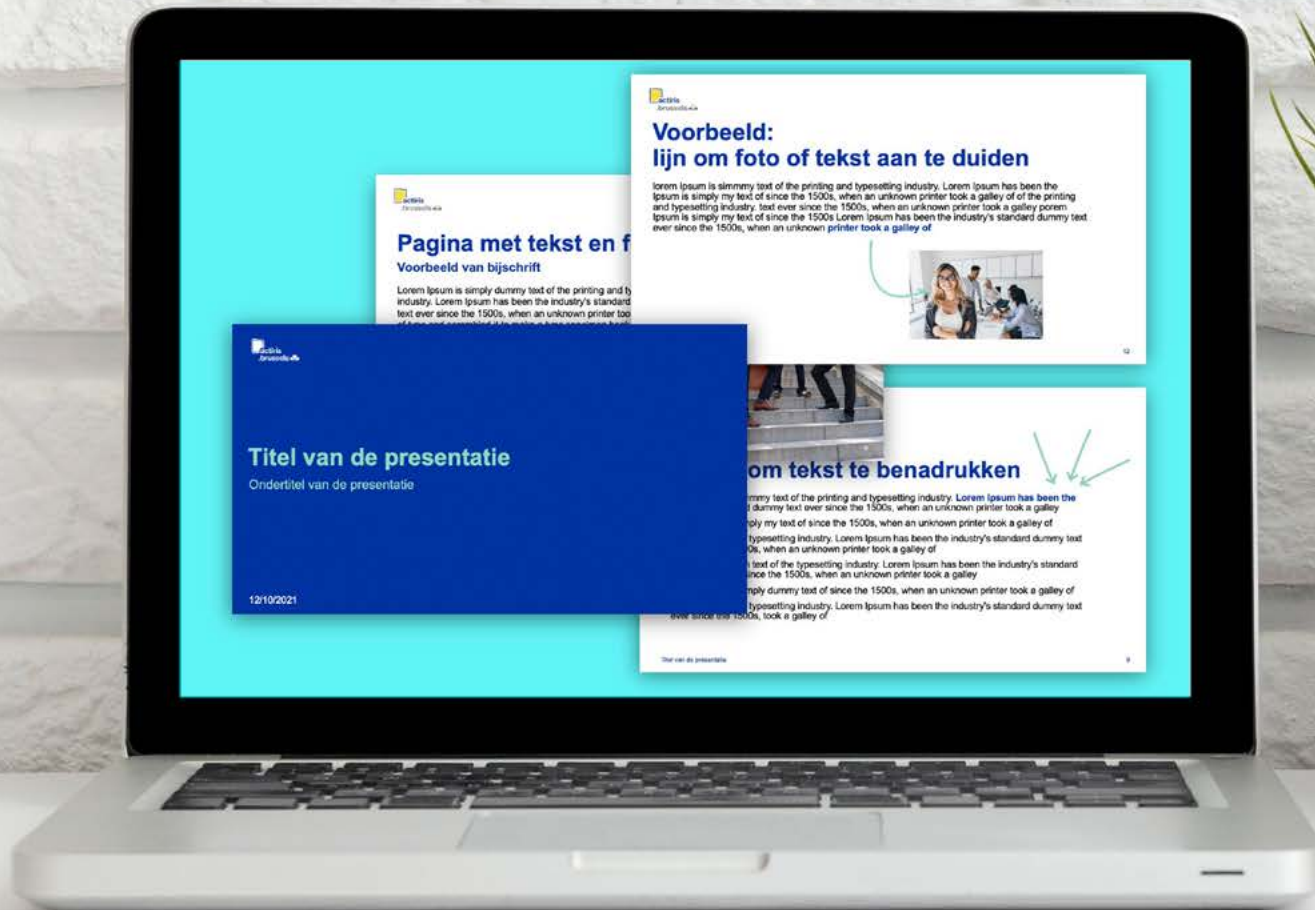 actiris
.brussels
Voorbeeld:
lijn om foto of tekst aan te duiden
lorem Ipsum is simmmy text of the printing and typesetting industry. Lorem Ipsum has been the
Ipsum is simply my text of since the 1500s, when an unknown printer took a galley of of the printing
and typesetting industry. text ever since the 1500s, when an unknown printer took a galley porem
Ipsum is simply my text of since the 1500s Lorem Ipsum has been the industry's standard dummy text
ever since the 1500s, when an unknown printer took a galley of
12
actiris
.brussels
Pagina met tekst en f
Voorbeeld van bijschrift
Lorem Ipsum is simply dummy text of the printing and ty
industry. Lorem Ipsum has been the industry's standard
text ever since the 1500s, when an unknown printer too
actiris
.brussels
Titel van de presentatie
Ondertitel van de presentatie
12/10/2021
om tekst te benadrukken
mmy text of the printing and typesetting industry. Lorem Ipsum has been the
dummy text ever since the 1500s, when an unknown printer took a galley
ply my text of since the 1500s, when an unknown printer took a galley of
typesetting industry. Lorem Ipsum has been the industry's standard dummy text
0s, when an unknown printer took a galley of
text of the typesetting industry. Lorem Ipsum has been the industry's standard
ince the 1500s, when an unknown printer took a galley
mply dummy text of since the 1500s, when an unknown printer took a galley of
typesetting industry. Lorem Ipsum has been the industry's standard dummy text
ever since the 1500s, took a galley of
Titel van de presentatie
9